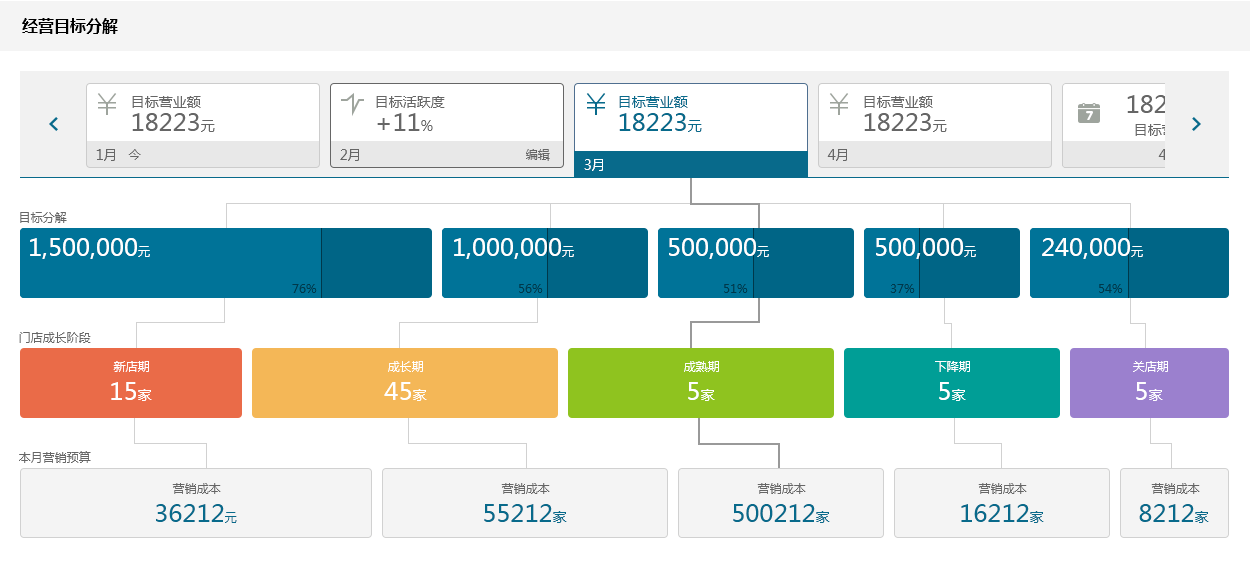 经营目标分解
目标营业额
18223元
1月 今
目标活跃度
+11%
2月 编辑
目标营业额
18223元
3月
目标营业额
18223元
4月
7
182
目标
4
目标分解
1,500,000元
76%
1,000,000元
56%
500,000元
51%
500,000元
37%
240,000元
54%
门店成长阶段
新店期
15家
成长期
45家
成熟期
5家
下降期
5家
关店期
5家
本月营销预算
营销成本
36212元
营销成本
55212家
营销成本
500212家
营销成本
16212家
营销成本
8212家